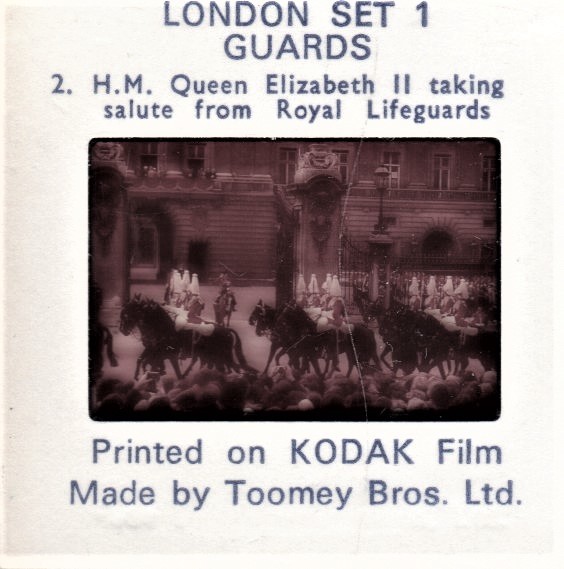 LONDON SET 1
GUARDS
2. H.M. Queen Elizabeth II taking
salute from Royal Lifeguards
Printed on KODAK Film
Made by Toomey Bros. Ltd.